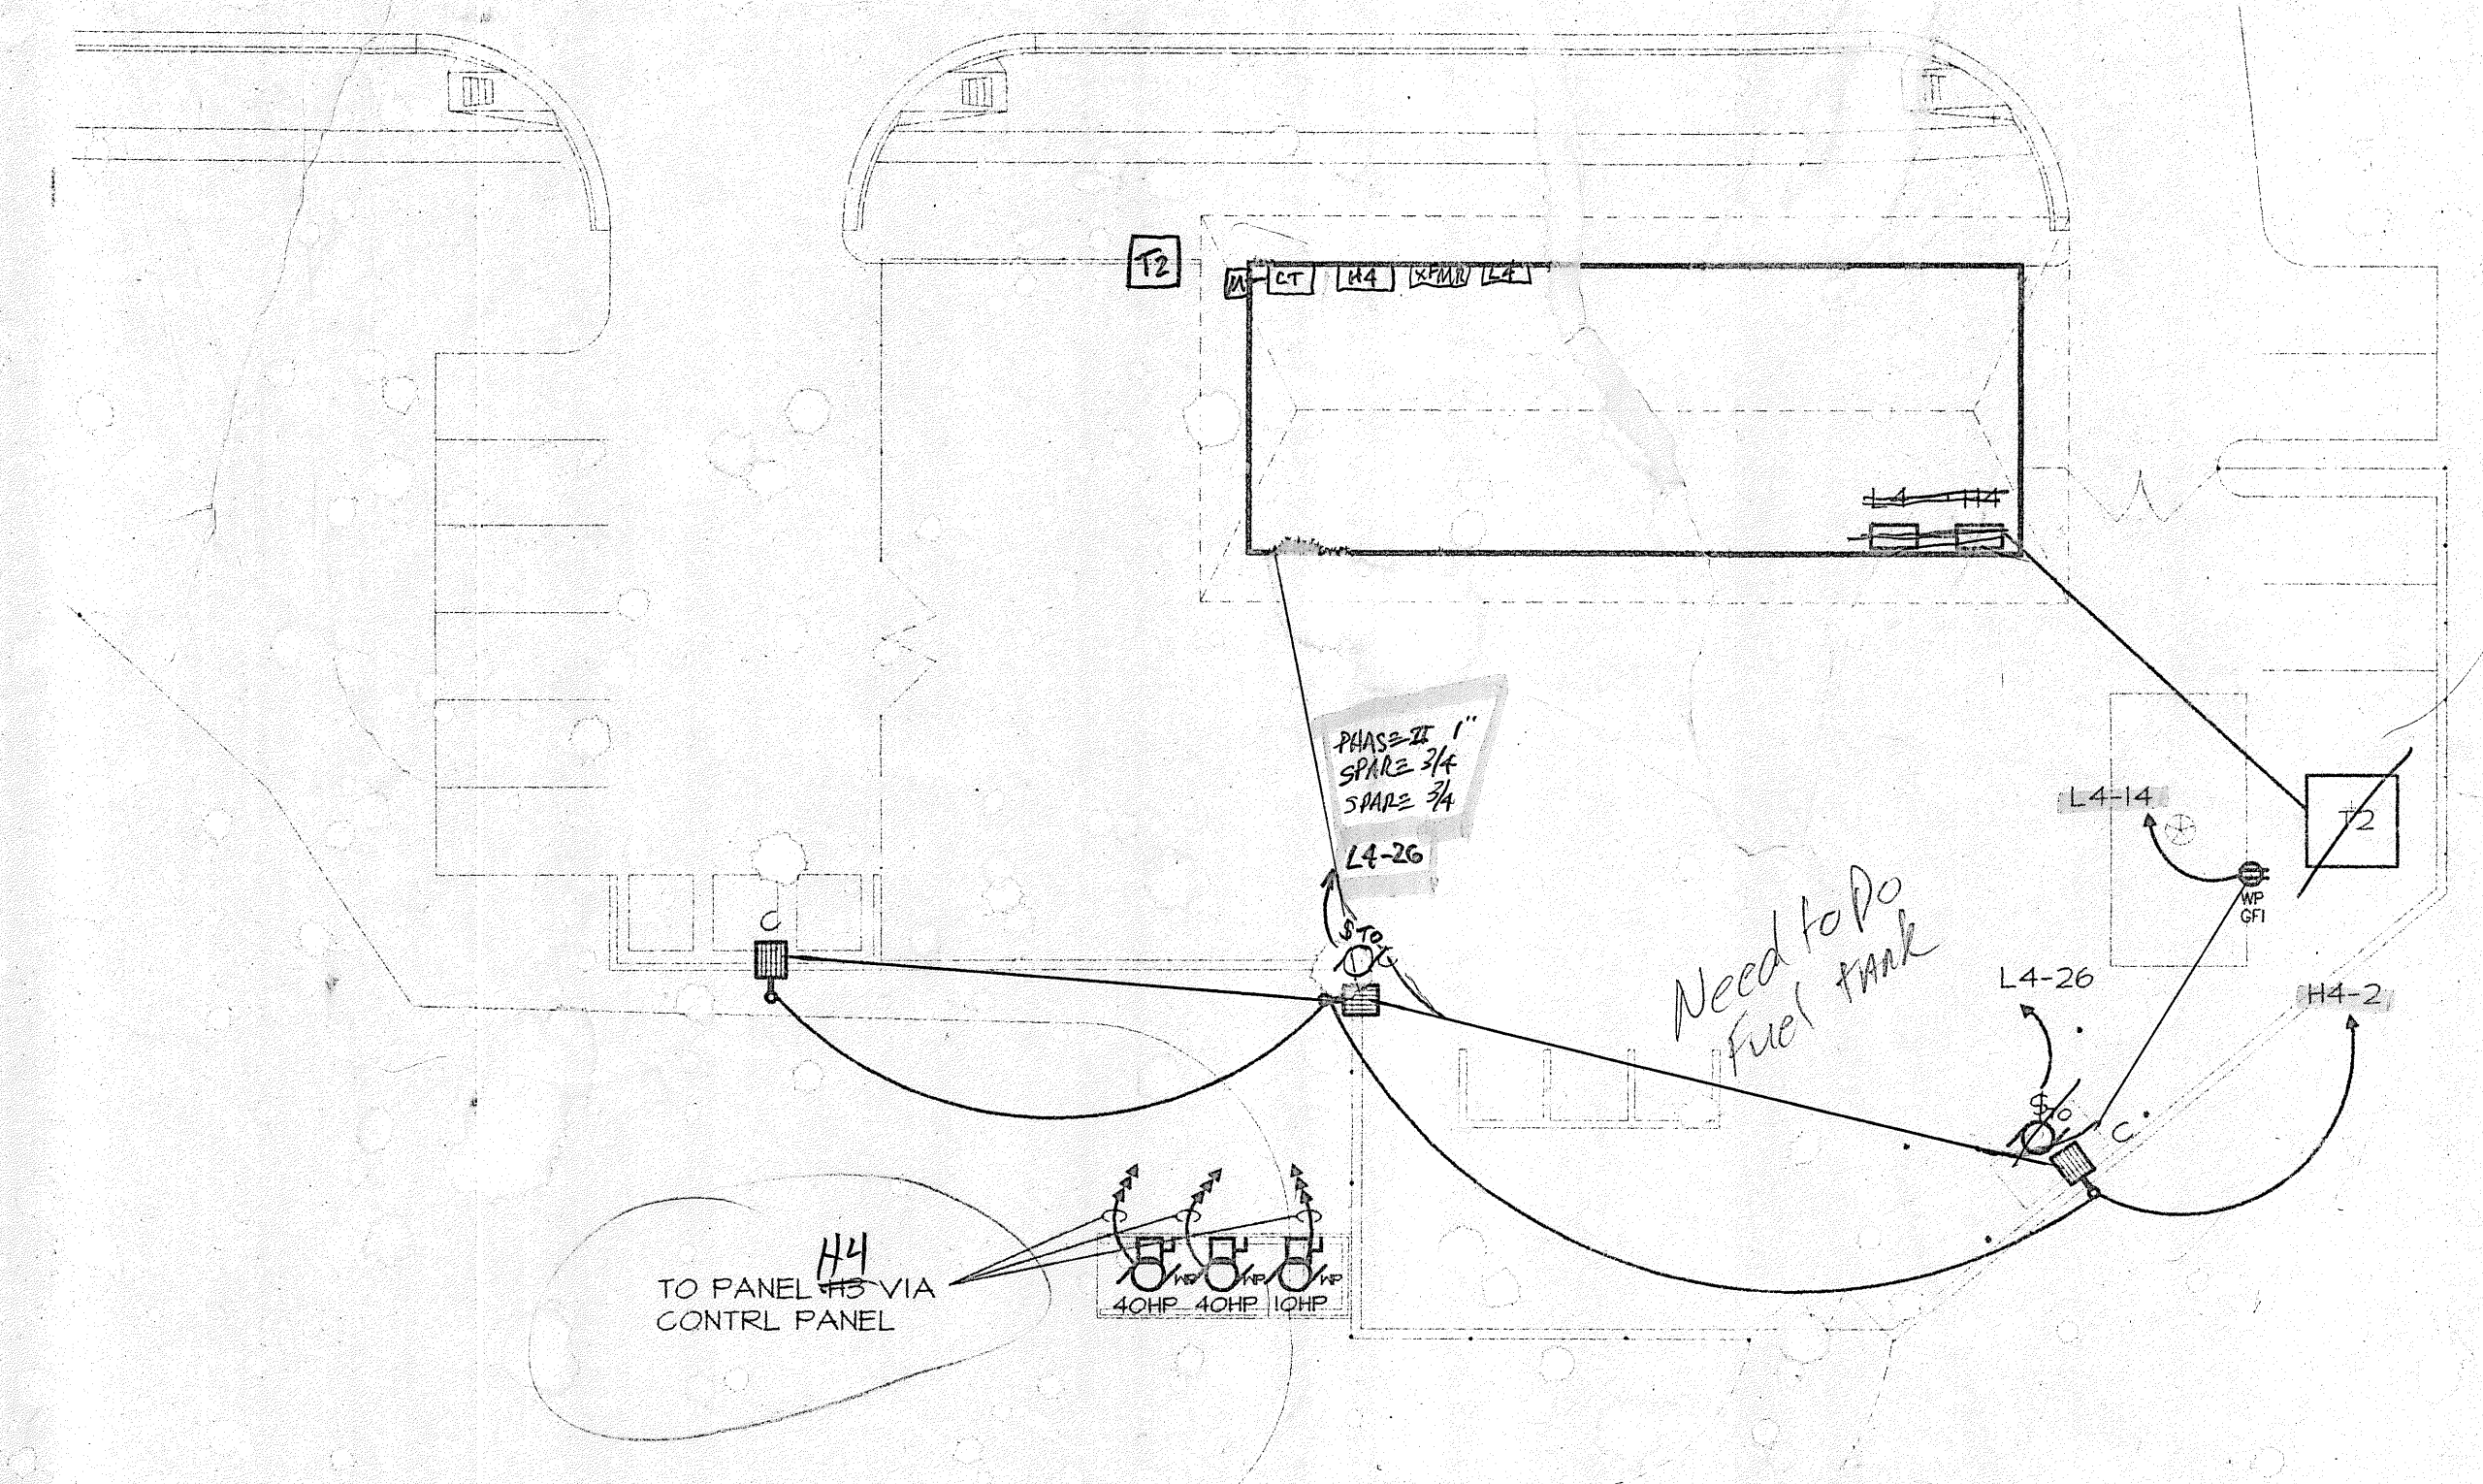 T2
M
CT
H4
XFMR
L4
L4
H4
PHASE-II 1"
SPARE 3/4
SPARE 3/4
L4-26
L4-14
T2
WP
GFI
C
$TO
C
Need to Do
Fuel tank
L4-26
H4-2
$TO
C
H4
TO PANEL H3 VIA
CONTRL PANEL
WP
WP
WP
40HP
40HP
10HP